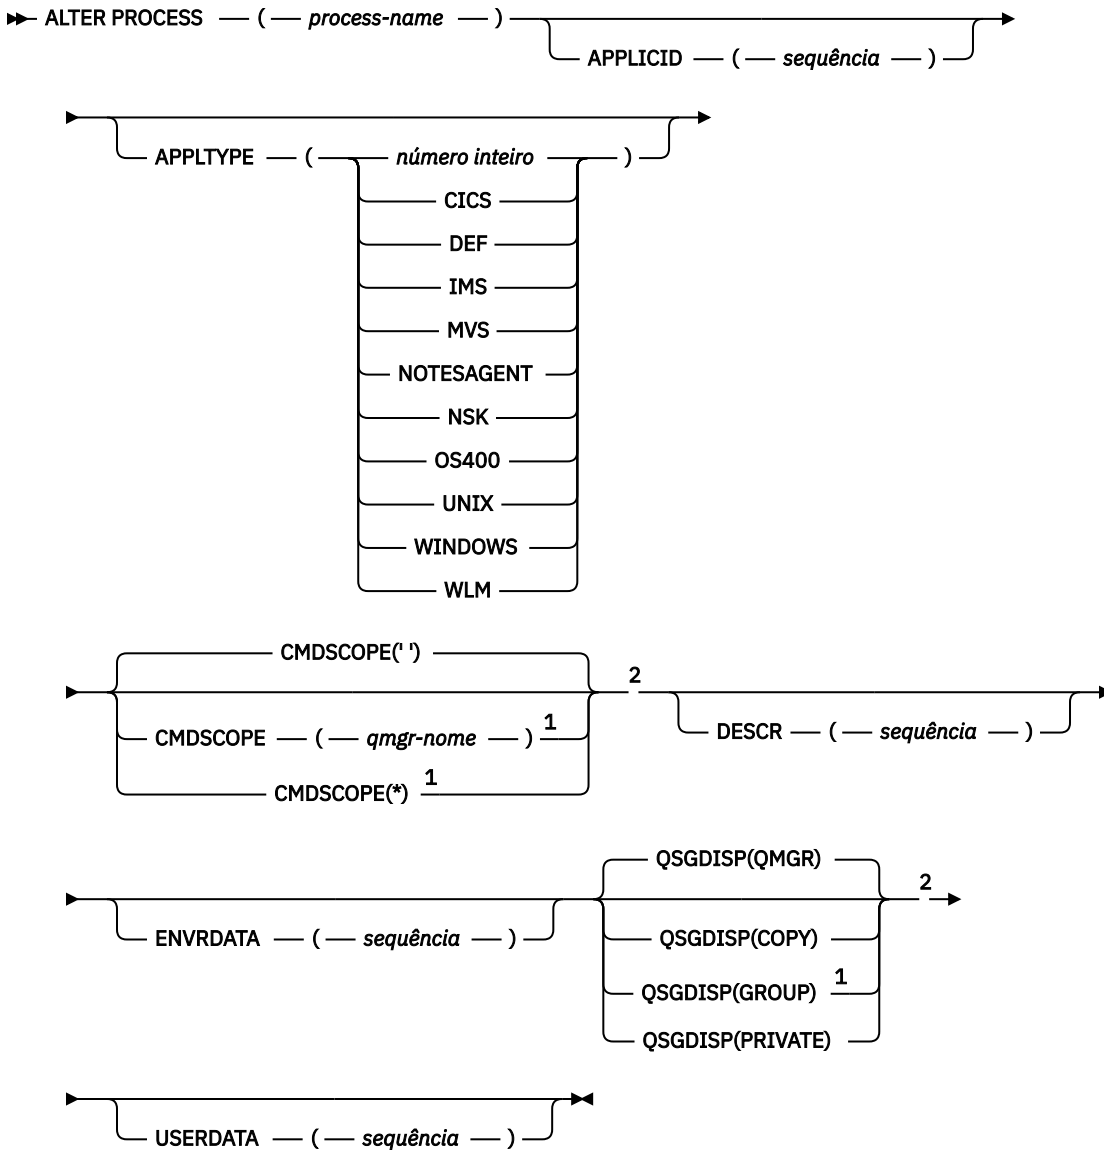 ALTER PROCESS ( process-name )
APPLICID ( sequência )
APPLTYPE ( número inteiro )
CICS
DEF
IMS
MVS
NOTESAGENT
NSK
OS400
UNIX
WINDOWS
WLM
CMDSCOPE(' ')
2
CMDSCOPE ( qmgr-nome ) 1
DESCR ( sequência )
CMDSCOPE(*) 1
QSGDISP(QMGR)
2
ENVRDATA ( sequência )
QSGDISP(COPY)
QSGDISP(GROUP) 1
QSGDISP(PRIVATE)
USERDATA ( sequência )